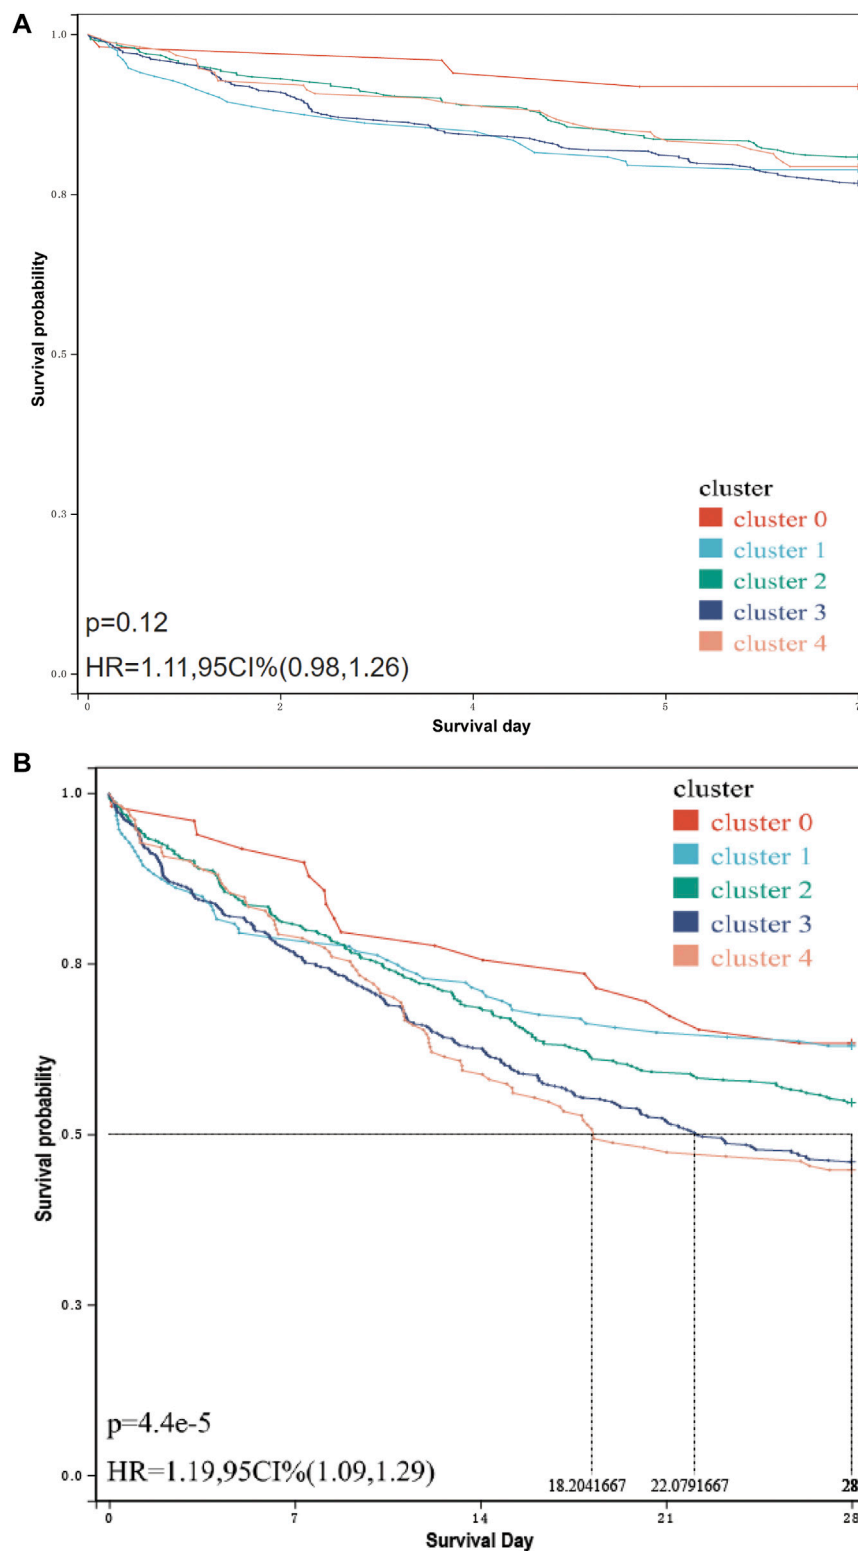 A
1.0
0.8
0.5
0.3
0.0
Survival probability
cluster
cluster 0
cluster 1
cluster 2
cluster 3
cluster 4
p=0.12
HR=1.11,95CI%(0.98,1.26)
0 2 4 5 7
Survival day
B
1.0
0.8
0.5
0.3
0.0
Survival probability
cluster
cluster 0
cluster 1
cluster 2
cluster 3
cluster 4
p=4.4e-5
HR=1.19,95CI%(1.09,1.29)
18.2041667 22.0791667 28
0 7 14 21 28
Survival Day